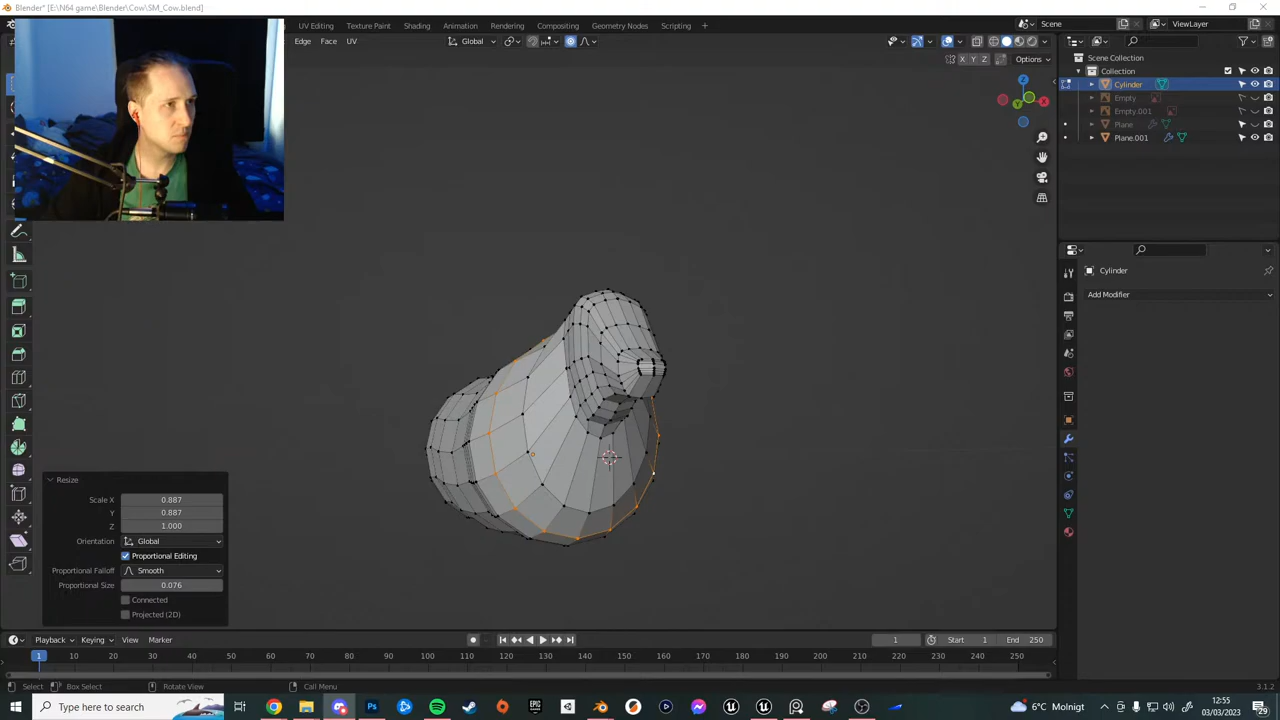 Blender* [E:\N64 game\Blender\Cow\SM_Cow.blend]
UV Editing Texture Paint Shading Animation Rendering Compositing Geometry Nodes Scripting +
Scene
ViewLayer
Edge Face UV
Global
X Y Z Options
Scene Collection
Collection
Cylinder
Empty
Empty.001
Plane
Plane.001
Z
X
Y
Cylinder
Add Modifier
Resize
Scale X 0.887
Y 0.887
Z 1.000
Orientation Global
Proportional Editing
Proportional Falloff Smooth
Proportional Size 0.076
Connected
Projected (2D)
Playback Keying View Marker
1 Start 1 End 250
1 10 20 30 40 50 60 70 80 90 100 110 120 130 140 150 160 170 180 190 200 210 220 230 240 250
Select Box Select Rotate View Call Menu
3.1.2
Type here to search
6°C Molnigt
12:55
03/03/2023